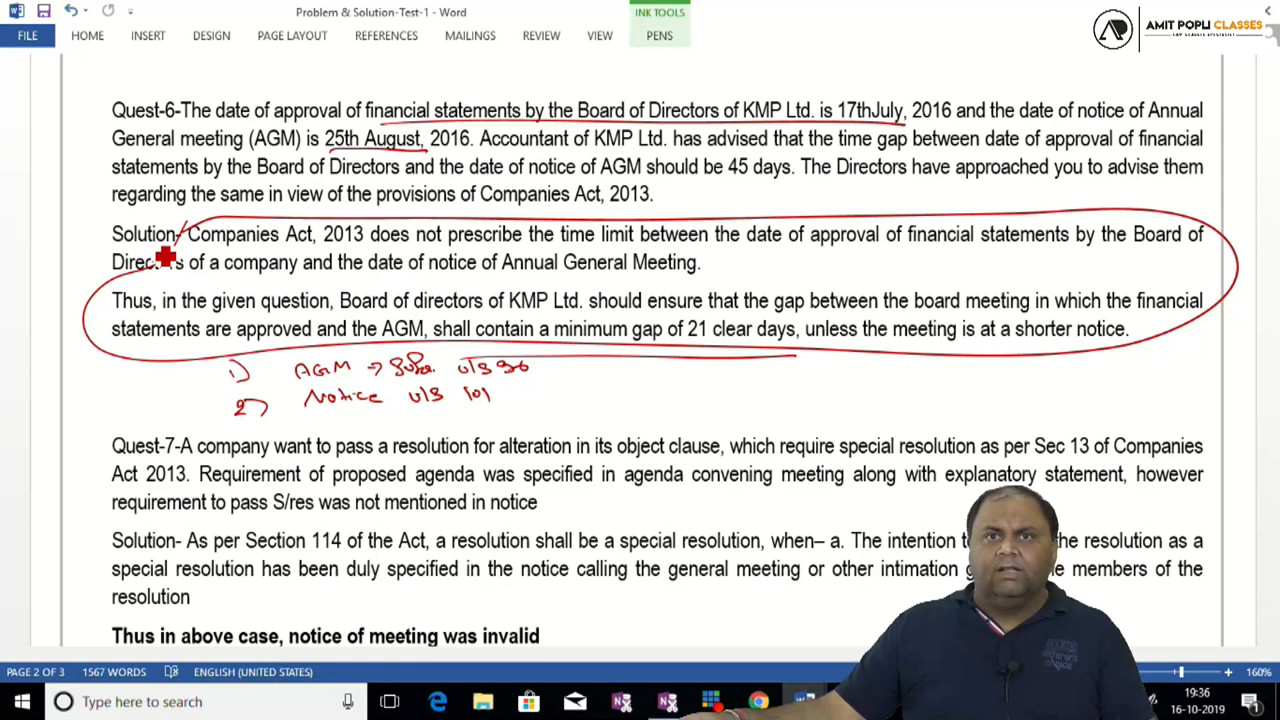 Problem & Solution-Test-1 - Word
INK TOOLS
AMIT POPLI CLASSES
FILE HOME INSERT DESIGN PAGE LAYOUT REFERENCES MAILINGS REVIEW VIEW PENS
Quest-6-The date of approval of financial statements by the Board of Directors of KMP Ltd. is 17thJuly, 2016 and the date of notice of Annual
General meeting (AGM) is 25th August, 2016. Accountant of KMP Ltd. has advised that the time gap between date of approval of financial
statements by the Board of Directors and the date of notice of AGM should be 45 days. The Directors have approached you to advise them
regarding the same in view of the provisions of Companies Act, 2013.
Solution- Companies Act, 2013 does not prescribe the time limit between the date of approval of financial statements by the Board of
of a company and the date of notice of Annual General Meeting.
Thus, in the given question, Board of directors of KMP Ltd. should ensure that the gap between the board meeting in which the financial
statements are approved and the AGM, shall contain a minimum gap of 21 clear days, unless the meeting is at a shorter notice.
1) AGM → u/s 96
2) Notice u/s 101
Quest-7-A company want to pass a resolution for alteration in its object clause, which require special resolution as per Sec 13 of Companies
Act 2013. Requirement of proposed agenda was specified in agenda convening meeting along with explanatory statement, however
requirement to pass S/res was not mentioned in notice
Solution- As per Section 114 of the Act, a resolution shall be a special resolution, when– a. The intention the resolution as a
special resolution has been duly specified in the notice calling the general meeting or other intimation members of the
resolution
Thus in above case, notice of meeting was invalid
PAGE 2 OF 3 1567 WORDS ENGLISH (UNITED STATES) 160%
Type here to search
19:36
16-10-2019